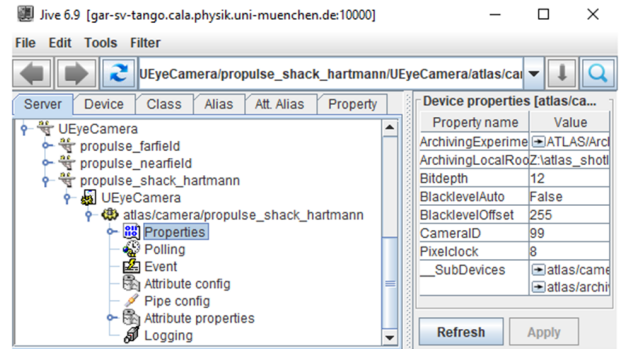 Jive 6.9 [gar-sv-tango.cala.physik.uni-muenchen.de:10000]
File Edit Tools Filter
UEyeCamera/propulse_shack_hartmann/UEyeCamera/atlas/cai
Server Device Class Alias Att. Alias Property
UEyeCamera
propulse_farfield
propulse_nearfield
propulse_shack_hartmann
UEyeCamera
atlas/camera/propulse_shack_hartmann
Properties
Polling
Event
Attribute config
Pipe config
Attribute properties
Logging
Device properties [atlas/ca...
Property name Value
ArchivingExperime ATLAS/Arcl
ArchivingLocalRoo Z:\atlas_shotl
Bitdepth 12
BlacklevelAuto False
BlacklevelOffset 255
CameraID 99
Pixelclock 8
__SubDevices atlas/came
atlas/archi
Refresh Apply